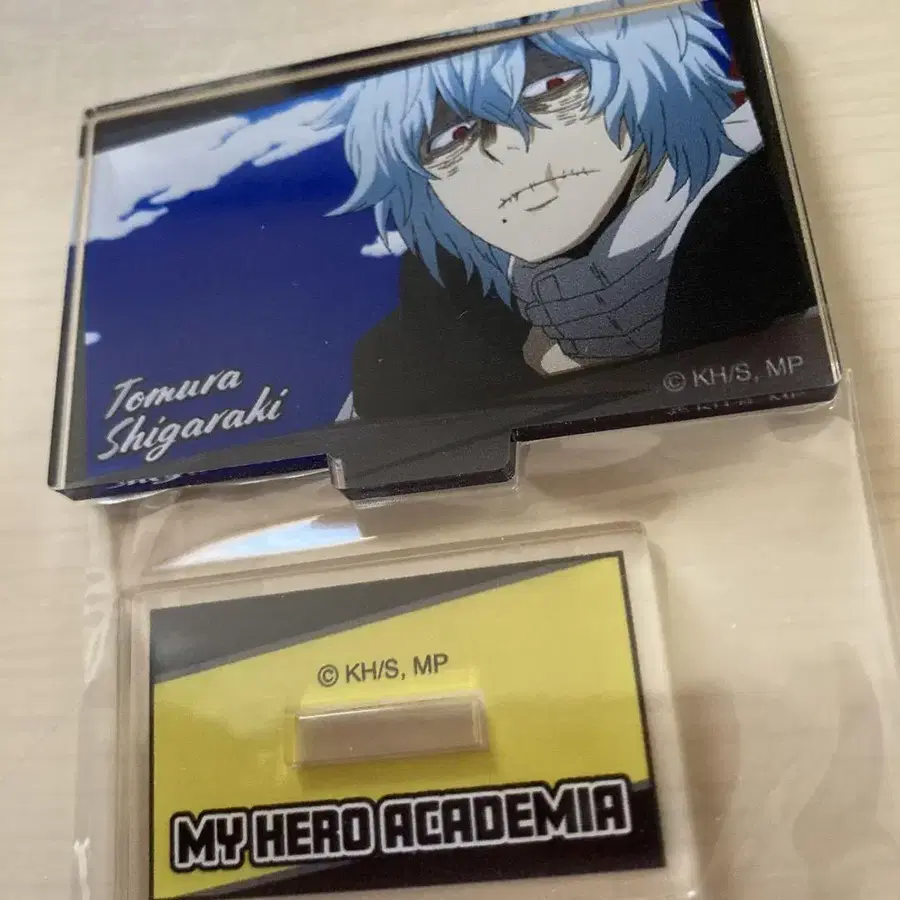 Tomura
Shigaraki
© KH/S, MP
© KH/S, MP
MY HERO ACADEMIA